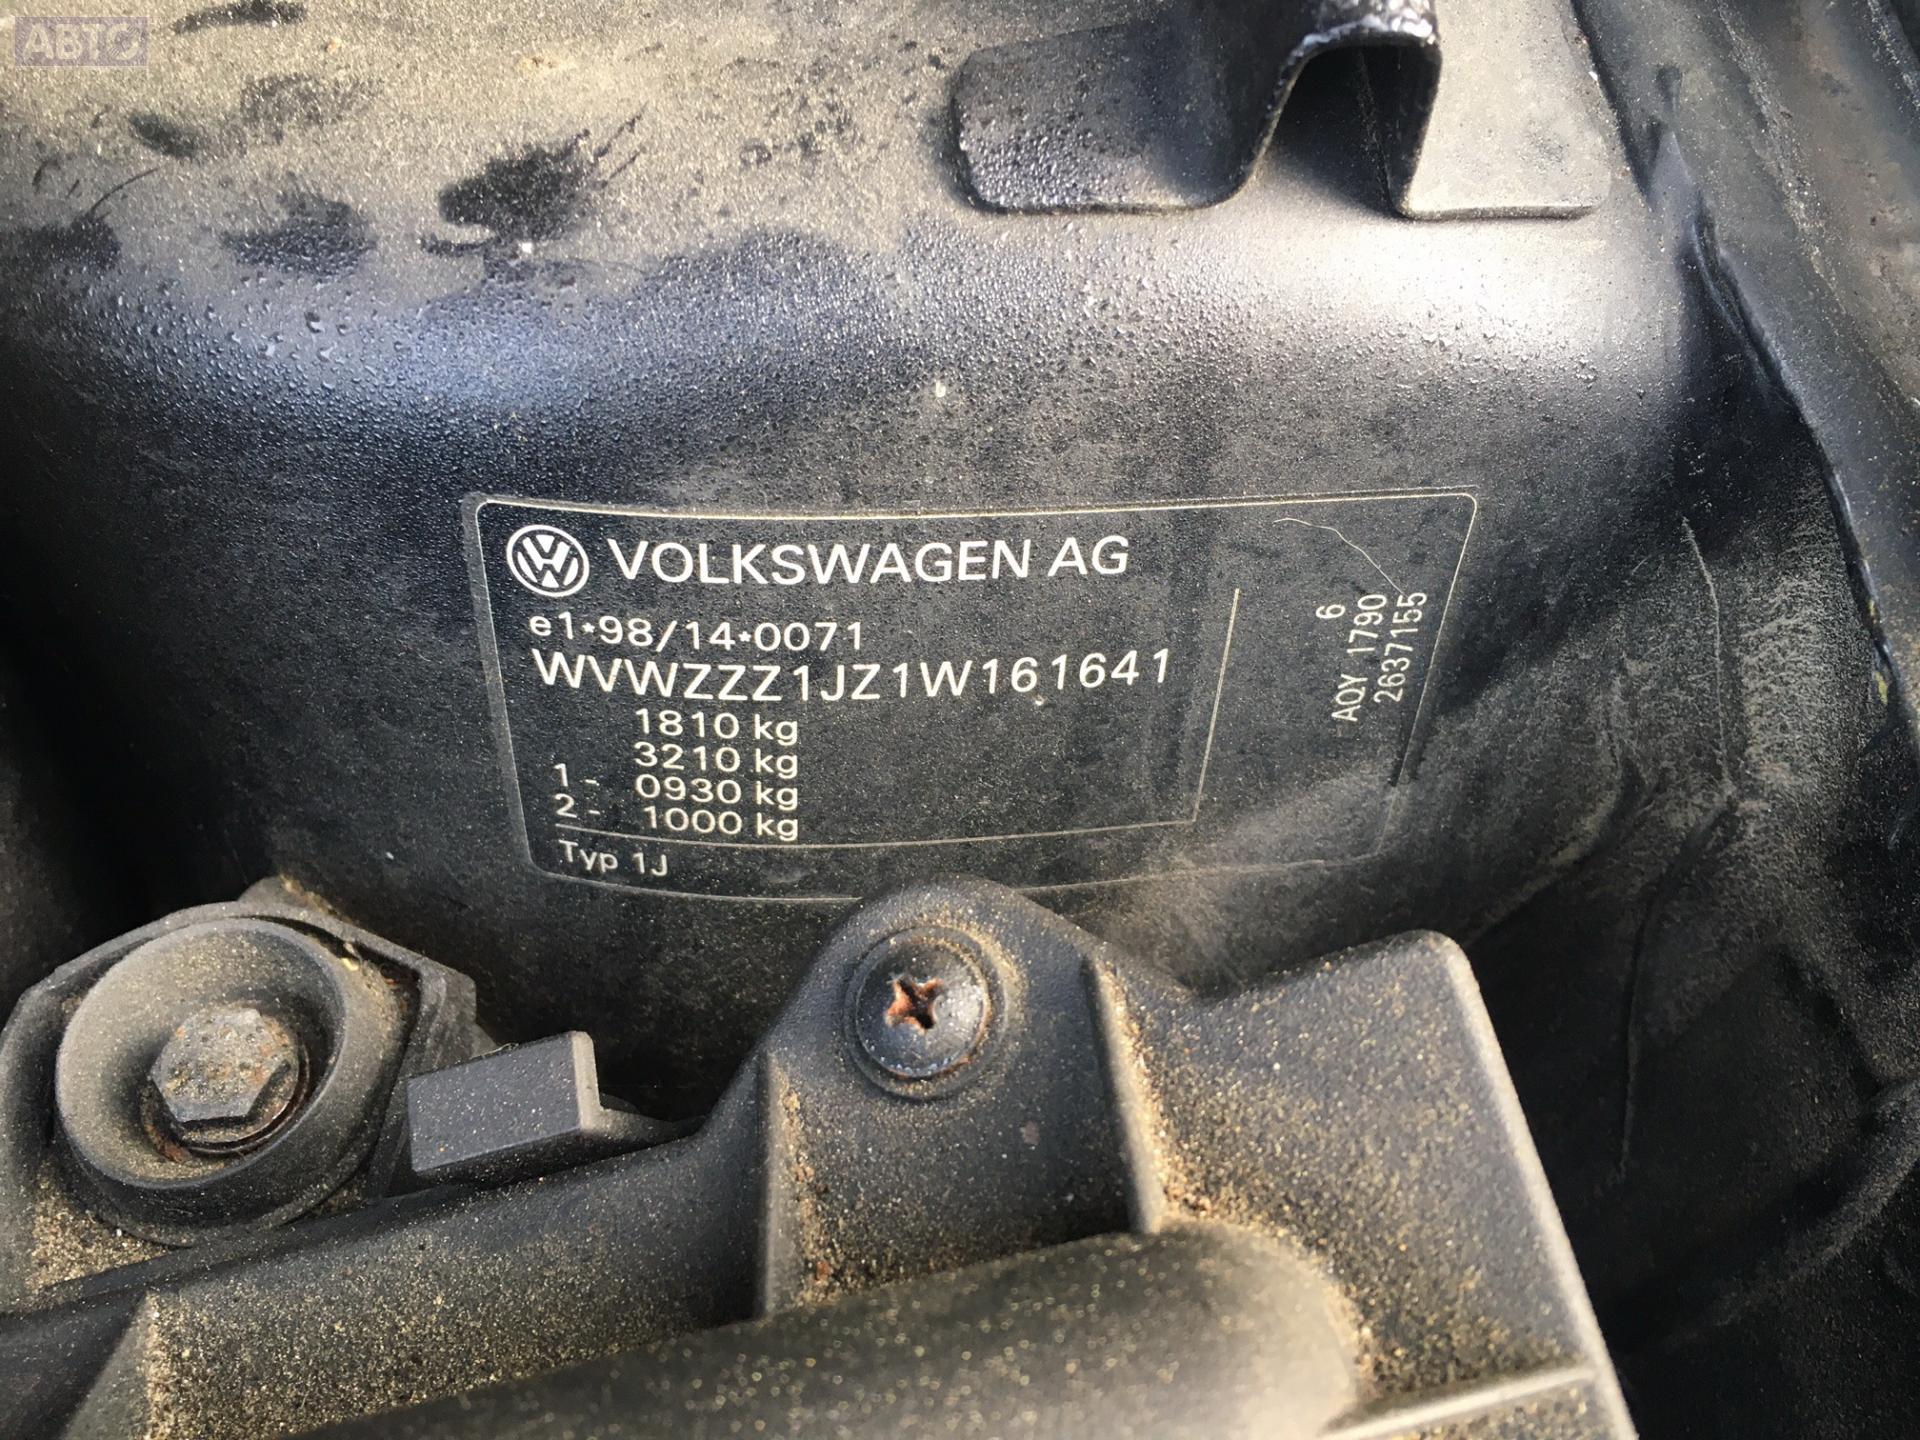 АВТО
VOLKSWAGEN AG
e1*98/14*0071
WVWZZZ1JZ1W161641
1810 kg
3210 kg
1 - 0930 kg
2 - 1000 kg
Typ 1J
6
AQY 1790
2637155